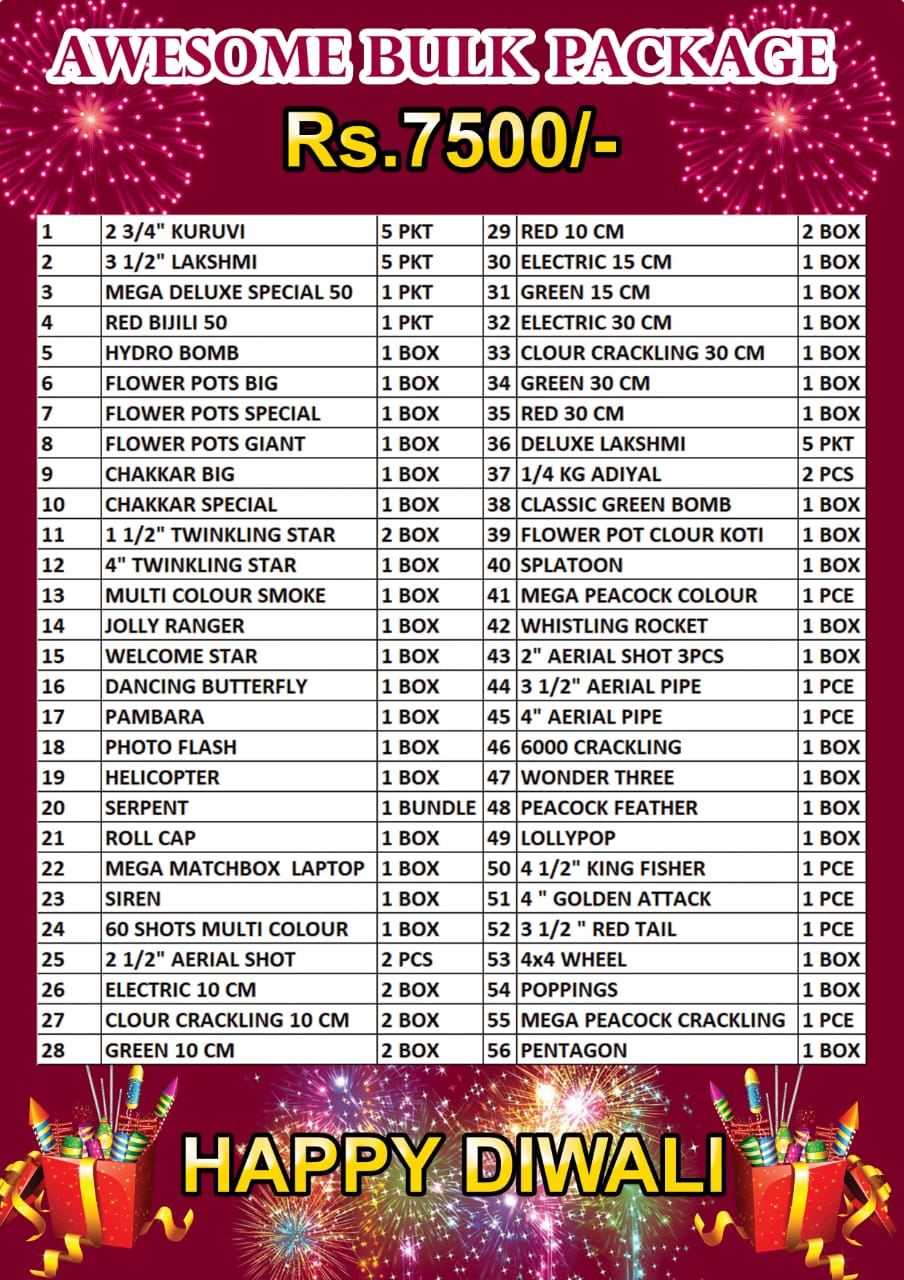 AWESOME BULK PACKAGE
Rs.7500/-
1 2 3/4" KURUVI 5 PKT 29 RED 10 CM 2 BOX
2 3 1/2" LAKSHMI 5 PKT 30 ELECTRIC 15 CM 1 BOX
3 MEGA DELUXE SPECIAL 50 1 PKT 31 GREEN 15 CM 1 BOX
4 RED BIJILI 50 1 PKT 32 ELECTRIC 30 CM 1 BOX
5 HYDRO BOMB 1 BOX 33 CLOUR CRACKLING 30 CM 1 BOX
6 FLOWER POTS BIG 1 BOX 34 GREEN 30 CM 1 BOX
7 FLOWER POTS SPECIAL 1 BOX 35 RED 30 CM 1 BOX
8 FLOWER POTS GIANT 1 BOX 36 DELUXE LAKSHMI 5 PKT
9 CHAKKAR BIG 1 BOX 37 1/4 KG ADIYAL 2 PCS
10 CHAKKAR SPECIAL 1 BOX 38 CLASSIC GREEN BOMB 1 BOX
11 1 1/2" TWINKLING STAR 2 BOX 39 FLOWER POT CLOUR KOTI 1 BOX
12 4" TWINKLING STAR 1 BOX 40 SPLATOON 1 BOX
13 MULTI COLOUR SMOKE 1 BOX 41 MEGA PEACOCK COLOUR 1 PCE
14 JOLLY RANGER 1 BOX 42 WHISTLING ROCKET 1 BOX
15 WELCOME STAR 1 BOX 43 2" AERIAL SHOT 3PCS 1 BOX
16 DANCING BUTTERFLY 1 BOX 44 3 1/2" AERIAL PIPE 1 PCE
17 PAMBARA 1 BOX 45 4" AERIAL PIPE 1 PCE
18 PHOTO FLASH 1 BOX 46 6000 CRACKLING 1 BOX
19 HELICOPTER 1 BOX 47 WONDER THREE 1 BOX
20 SERPENT 1 BUNDLE 48 PEACOCK FEATHER 1 BOX
21 ROLL CAP 1 BOX 49 LOLLYPOP 1 BOX
22 MEGA MATCHBOX LAPTOP 1 BOX 50 4 1/2" KING FISHER 1 PCE
23 SIREN 1 BOX 51 4 " GOLDEN ATTACK 1 PCE
24 60 SHOTS MULTI COLOUR 1 BOX 52 3 1/2 " RED TAIL 1 PCE
25 2 1/2" AERIAL SHOT 2 PCS 53 4x4 WHEEL 1 BOX
26 ELECTRIC 10 CM 2 BOX 54 POPPINGS 1 BOX
27 CLOUR CRACKLING 10 CM 2 BOX 55 MEGA PEACOCK CRACKLING 1 PCE
28 GREEN 10 CM 2 BOX 56 PENTAGON 1 BOX
HAPPY DIWALI